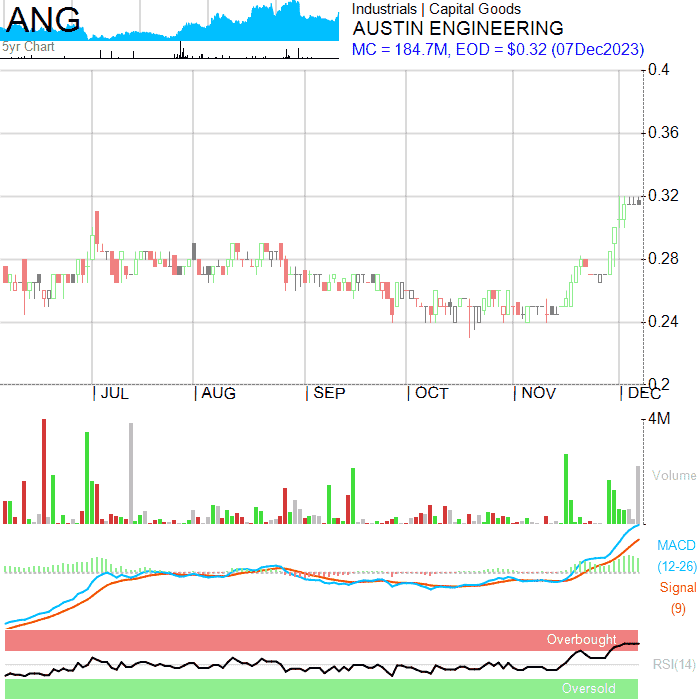 ANG
5yr Chart
Industrials | Capital Goods
AUSTIN ENGINEERING
MC = 184.7M, EOD = $0.32 (07Dec2023)
0.4
0.36
0.32
0.28
0.24
0.2
JUL AUG SEP OCT NOV DEC
4M
Volume
MACD
(12-26)
Signal
(9)
Overbought
RSI(14)
Oversold